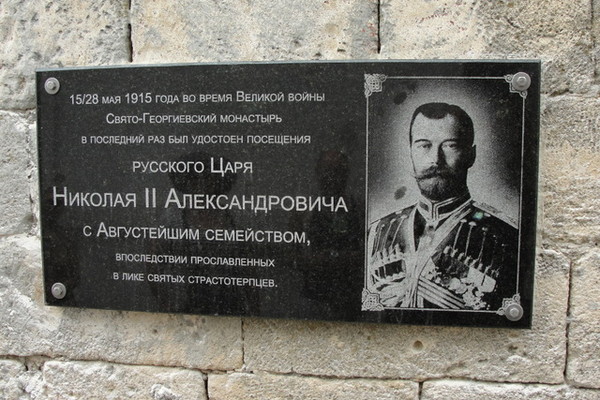 15/28 мая 1915 года во время Великой войны
Свято-Георгиевский монастырь
в последний раз был удостоен посещения
русского Царя
Николая II Александровича
с Августейшим семейством,
впоследствии прославленных
в лике святых страстотерпцев.